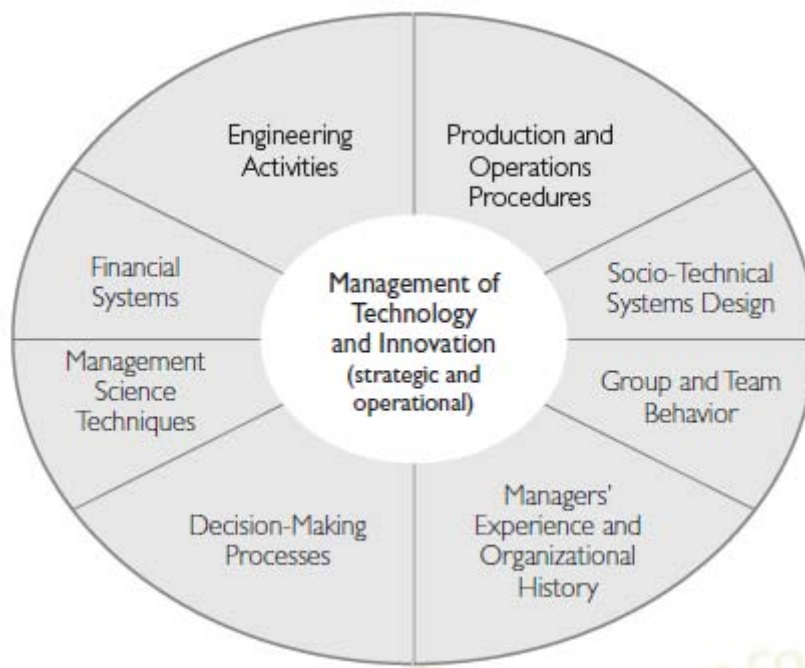 Engineering
Activities
Production and
Operations
Procedures
Financial
Systems
Management of
Technology
and Innovation
(strategic and
operational)
Socio-Technical
Systems Design
Management
Science
Techniques
Group and Team
Behavior
Decision-Making
Processes
Managers'
Experience and
Organizational
History